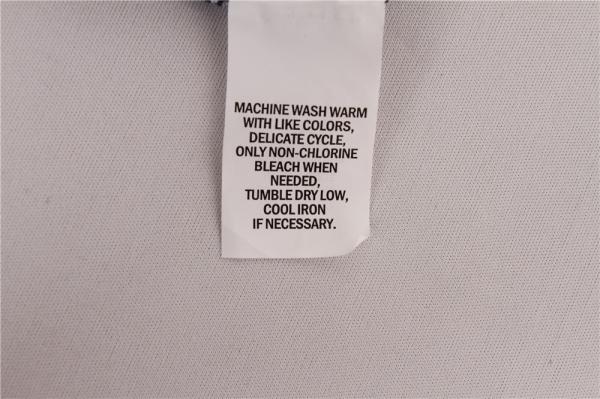 MACHINE WASH WARM
WITH LIKE COLORS,
DELICATE CYCLE,
ONLY NON-CHLORINE
BLEACH WHEN
NEEDED,
TUMBLE DRY LOW,
COOL IRON
IF NECESSARY.